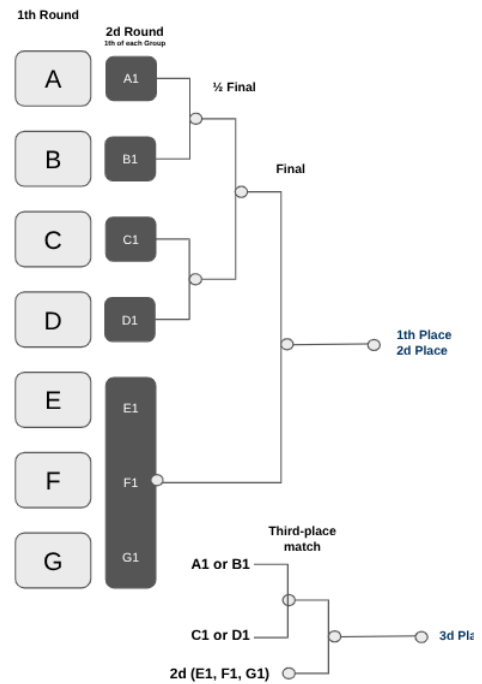 1th Round
2d Round
1th of each Group
A
A1
½ Final
B
B1
Final
C
C1
D
D1
1th Place
2d Place
E
E1
F
F1
G
G1
Third-place
match
A1 or B1
C1 or D1
3d Pla
2d (E1, F1, G1)